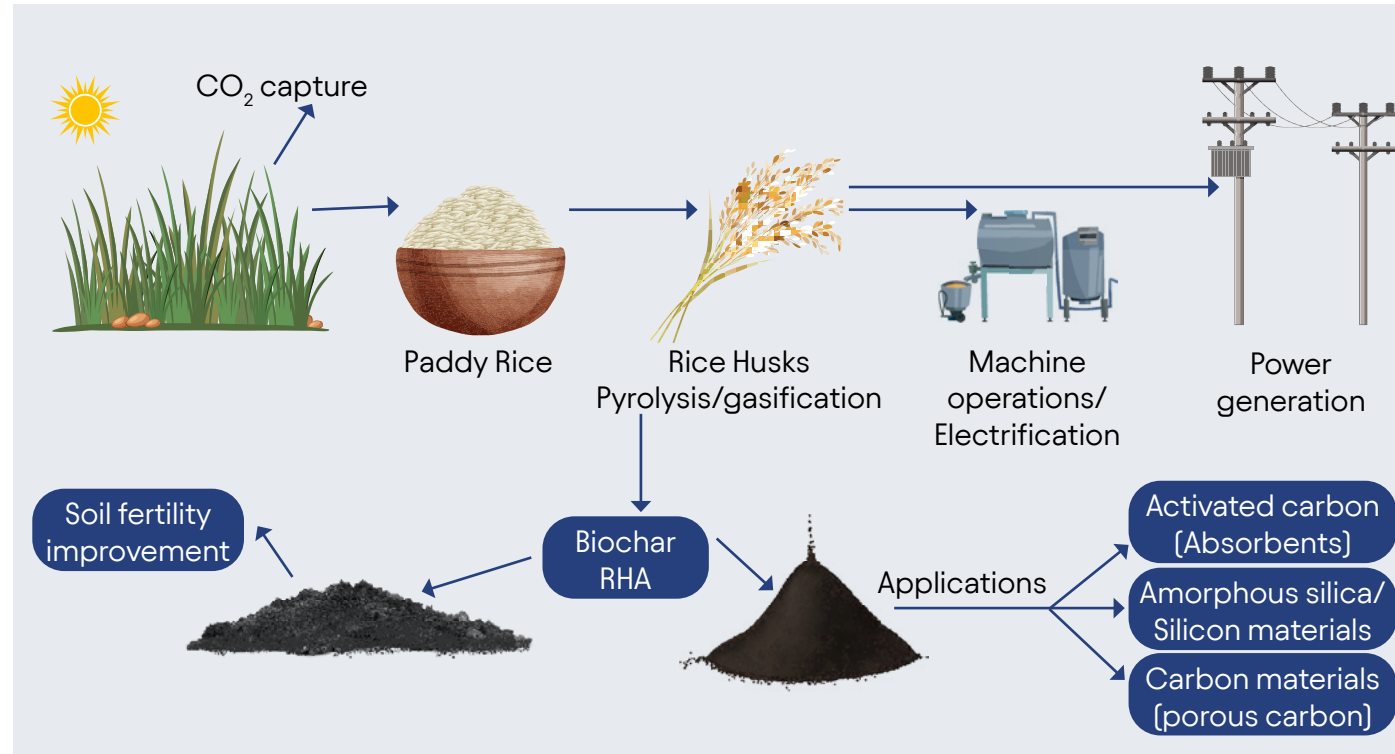 CO₂ capture
Paddy Rice
Rice Husks
Pyrolysis/gasification
Machine
operations/
Electrification
Power
generation
Soil fertility
improvement
Biochar
RHA
Applications
Activated carbon
(Absorbents)
Amorphous silica/
Silicon materials
Carbon materials
(porous carbon)